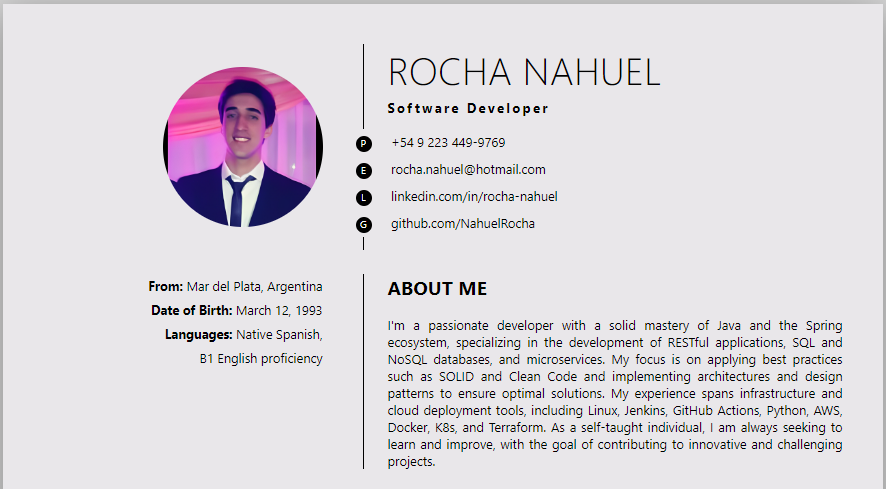 ROCHA NAHUEL
Software Developer
P +54 9 223 449-9769
E rocha.nahuel@hotmail.com
L linkedin.com/in/rocha-nahuel
G github.com/NahuelRocha
From: Mar del Plata, Argentina
Date of Birth: March 12, 1993
Languages: Native Spanish,
B1 English proficiency
ABOUT ME
I'm a passionate developer with a solid mastery of Java and the Spring
ecosystem, specializing in the development of RESTful applications, SQL and
NoSQL databases, and microservices. My focus is on applying best practices
such as SOLID and Clean Code and implementing architectures and design
patterns to ensure optimal solutions. My experience spans infrastructure and
cloud deployment tools, including Linux, Jenkins, GitHub Actions, Python, AWS,
Docker, K8s, and Terraform. As a self-taught individual, I am always seeking to
learn and improve, with the goal of contributing to innovative and challenging
projects.